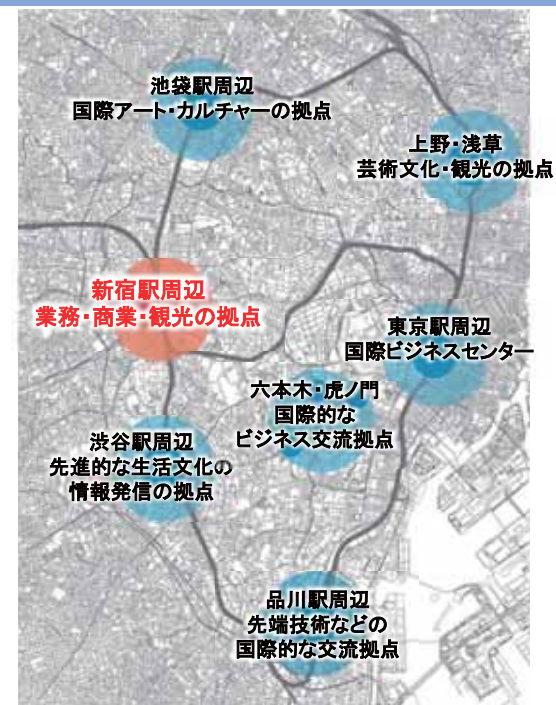 池袋駅周辺
国際アート・カルチャーの拠点
上野・浅草
芸術文化・観光の拠点
新宿駅周辺
業務・商業・観光の拠点
東京駅周辺
国際ビジネスセンター
六本木・虎ノ門
国際的な
ビジネス交流拠点
渋谷駅周辺
先進的な生活文化の
情報発信の拠点
品川駅周辺
先端技術などの
国際的な交流拠点